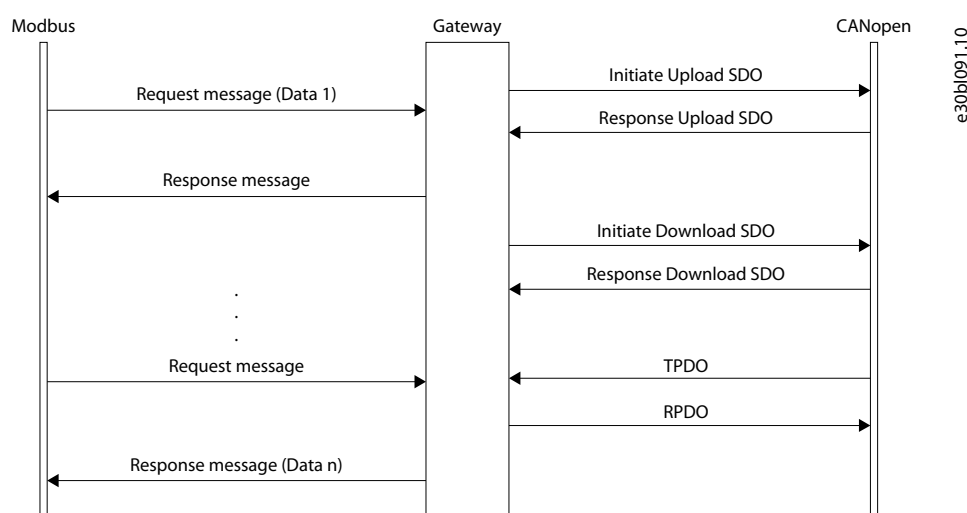 Modbus
Gateway
CANopen
e30bl091.10
Initiate Upload SDO
Request message (Data 1)
Response Upload SDO
Response message
Initiate Download SDO
Response Download SDO
.
.
.
Request message
TPDO
RPDO
Response message (Data n)